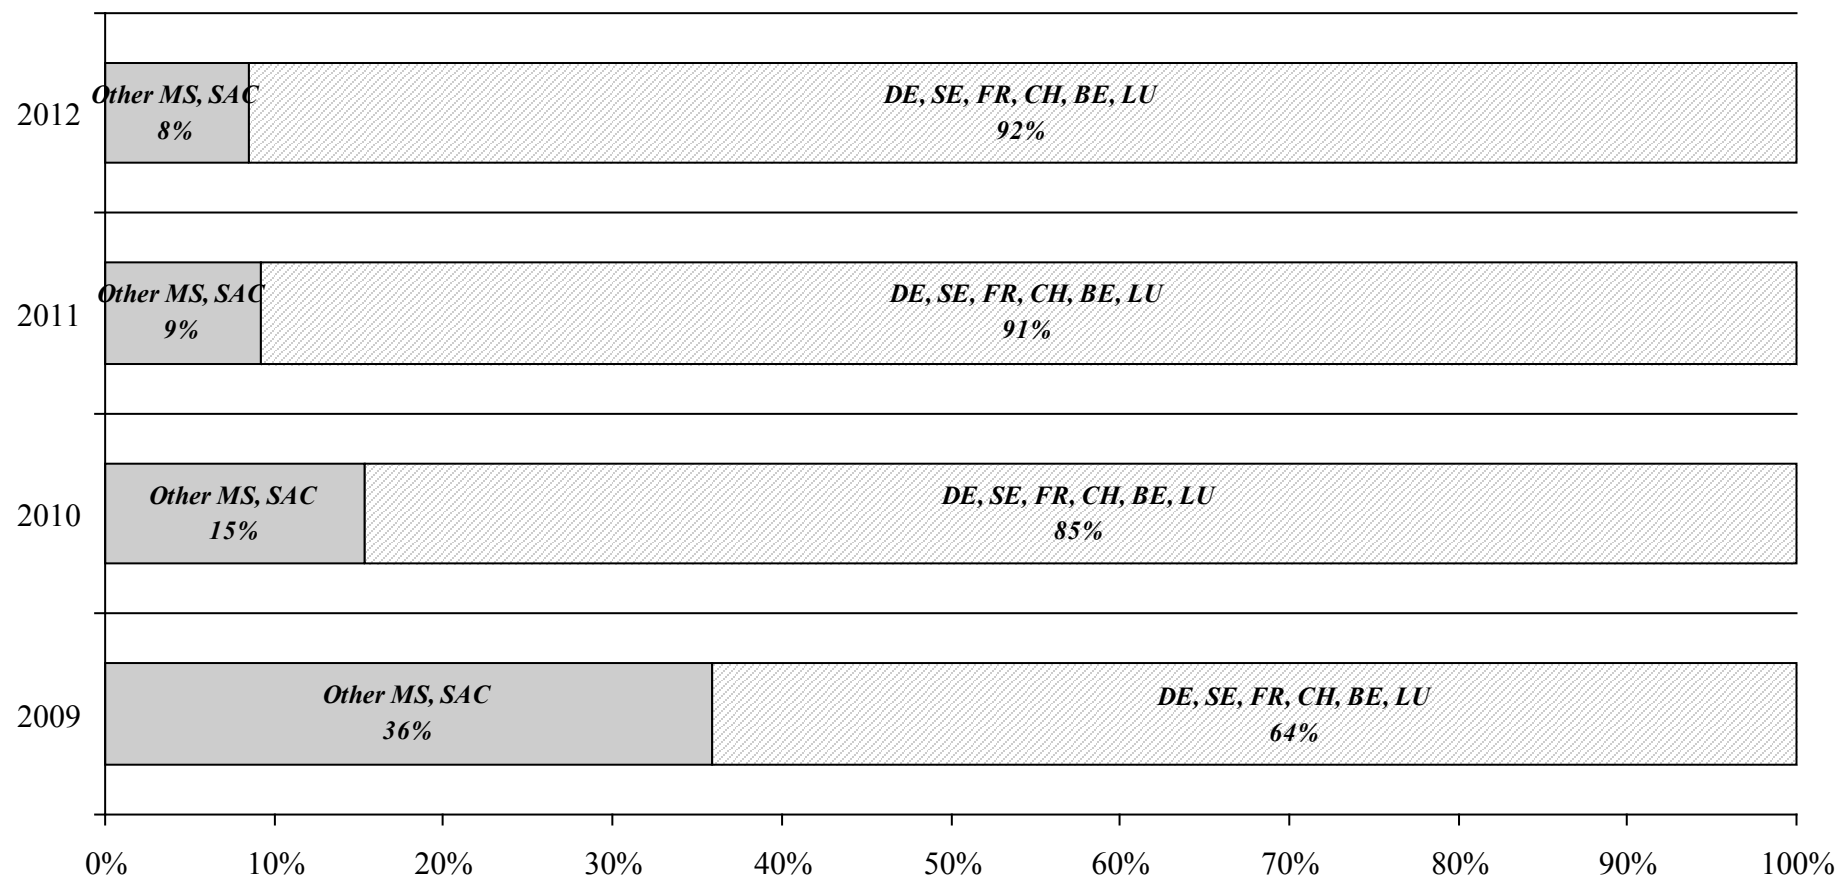 2012
Other MS, SAC
8%
DE, SE, FR, CH, BE, LU
92%
2011
Other MS, SAC
9%
DE, SE, FR, CH, BE, LU
91%
2010
Other MS, SAC
15%
DE, SE, FR, CH, BE, LU
85%
2009
Other MS, SAC
36%
DE, SE, FR, CH, BE, LU
64%
0% 10% 20% 30% 40% 50% 60% 70% 80% 90% 100%